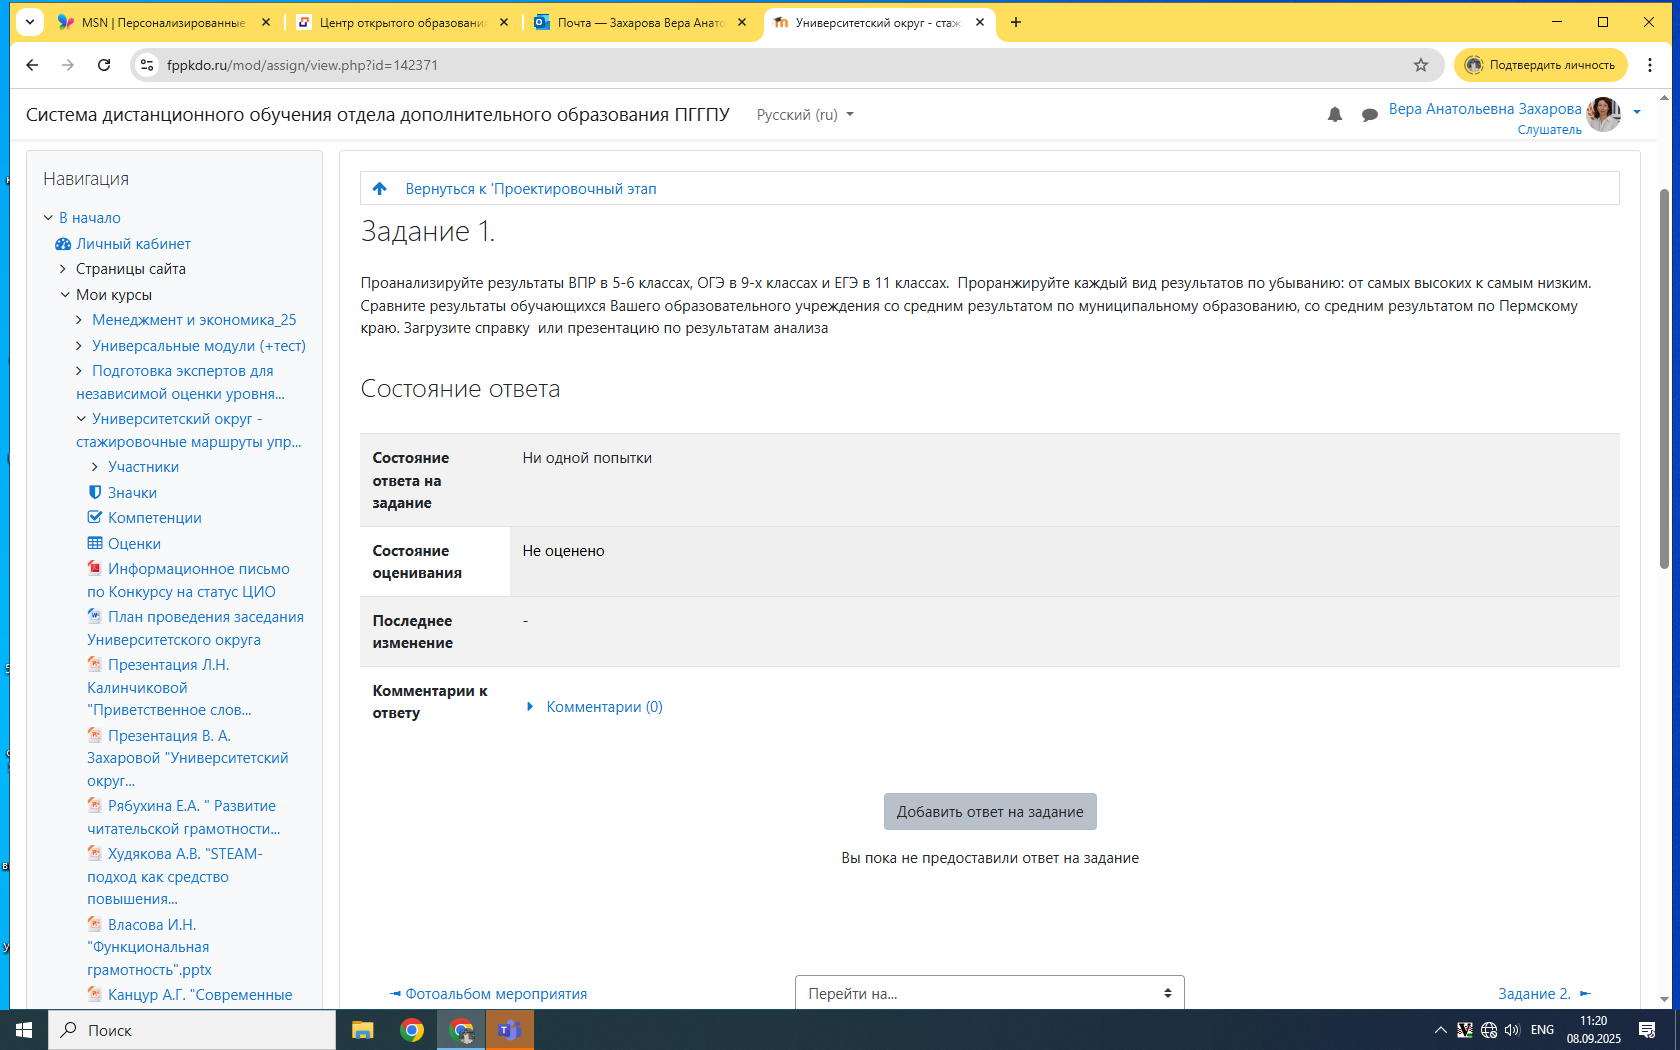 MSN | Персонализированные
Центр открытого образования
Почта — Захарова Вера Анато
Университетский округ - стаж
fppkdo.ru/mod/assign/view.php?id=142371
Подтвердить личность
Система дистанционного обучения отдела дополнительного образования ПГГПУ
Русский (ru)
Вера Анатольевна Захарова
Слушатель
Навигация
В начало
Личный кабинет
Страницы сайта
Мои курсы
Менеджмент и экономика_25
Универсальные модули (+тест)
Подготовка экспертов для
независимой оценки уровня...
Университетский округ -
стажировочные маршруты упр...
Участники
Значки
Компетенции
Оценки
Информационное письмо
по Конкурсу на статус ЦИО
План проведения заседания
Университетского округа
Презентация Л.Н.
Калинчиковой
"Приветственное слов...
Презентация В. А.
Захаровой "Университетский
округ...
Рябухина Е.А. " Развитие
читательской грамотности...
Худякова А.В. "STEAM-
подход как средство
повышения...
Власова И.Н.
"Функциональная
грамотность".pptx
Канцур А.Г. "Современные
Вернуться к 'Проектировочный этап
Задание 1.
Проанализируйте результаты ВПР в 5-6 классах, ОГЭ в 9-х классах и ЕГЭ в 11 классах.  Проранжируйте каждый вид результатов по убыванию: от самых высоких к самым низким.
Сравните результаты обучающихся Вашего образовательного учреждения со средним результатом по муниципальному образованию, со средним результатом по Пермскому
краю. Загрузите справку  или презентацию по результатам анализа
Состояние ответа
Состояние
ответа на
задание
Ни одной попытки
Состояние
оценивания
Не оценено
Последнее
изменение
-
Комментарии к
ответу
Комментарии (0)
Добавить ответ на задание
Вы пока не предоставили ответ на задание
Фотоальбом мероприятия
Перейти на...
Задание 2.
Поиск
ENG
11:20
08.09.2025